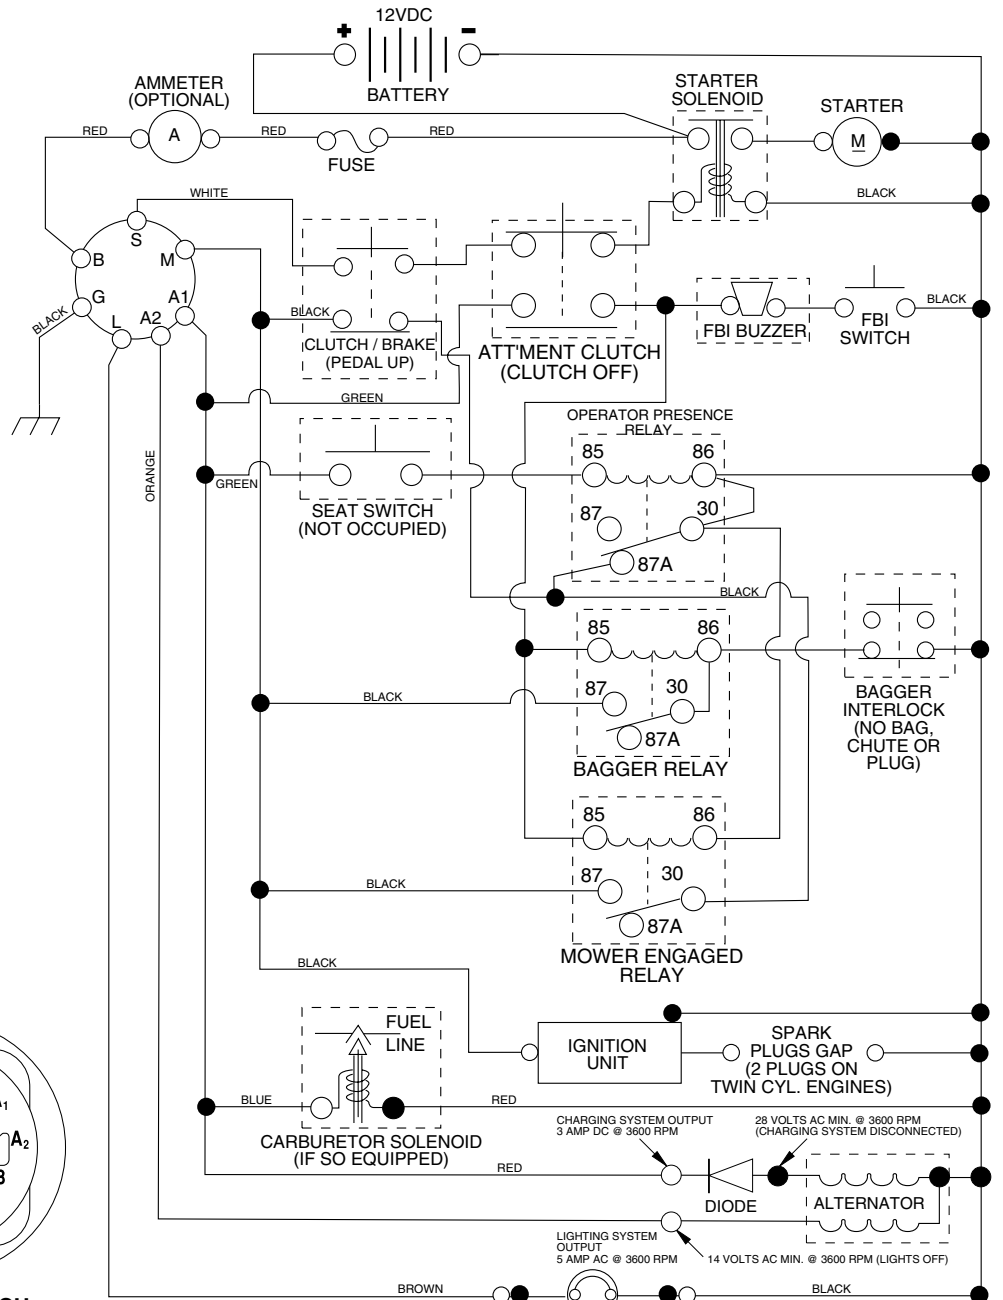 12VDC
+
-
BATTERY
AMMETER
(OPTIONAL)
A
RED
RED
RED
FUSE
STARTER
SOLENOID
STARTER
M
BLACK
WHITE
S
B
M
G
A1
L
A2
BLACK
BLACK
CLUTCH / BRAKE
(PEDAL UP)
ATT'MENT CLUTCH
(CLUTCH OFF)
FBI BUZZER
FBI
SWITCH
BLACK
GREEN
ORANGE
GREEN
SEAT SWITCH
(NOT OCCUPIED)
OPERATOR PRESENCE
RELAY
85
86
87
30
87A
BLACK
85
86
87
30
87A
BAGGER RELAY
BLACK
BAGGER
INTERLOCK
(NO BAG,
CHUTE OR
PLUG)
85
86
87
30
87A
MOWER ENGAGED
RELAY
BLACK
BLACK
FUEL
LINE
IGNITION
UNIT
SPARK
PLUGS GAP
(2 PLUGS ON
TWIN CYL. ENGINES)
BLUE
RED
CARBURETOR SOLENOID
(IF SO EQUIPPED)
CHARGING SYSTEM OUTPUT
3 AMP DC @ 3600 RPM
28 VOLTS AC MIN. @ 3600 RPM
(CHARGING SYSTEM DISCONNECTED)
RED
DIODE
ALTERNATOR
LIGHTING SYSTEM
OUTPUT
5 AMP AC @ 3600 RPM
14 VOLTS AC MIN. @ 3600 RPM (LIGHTS OFF)
BROWN
BLACK
A2